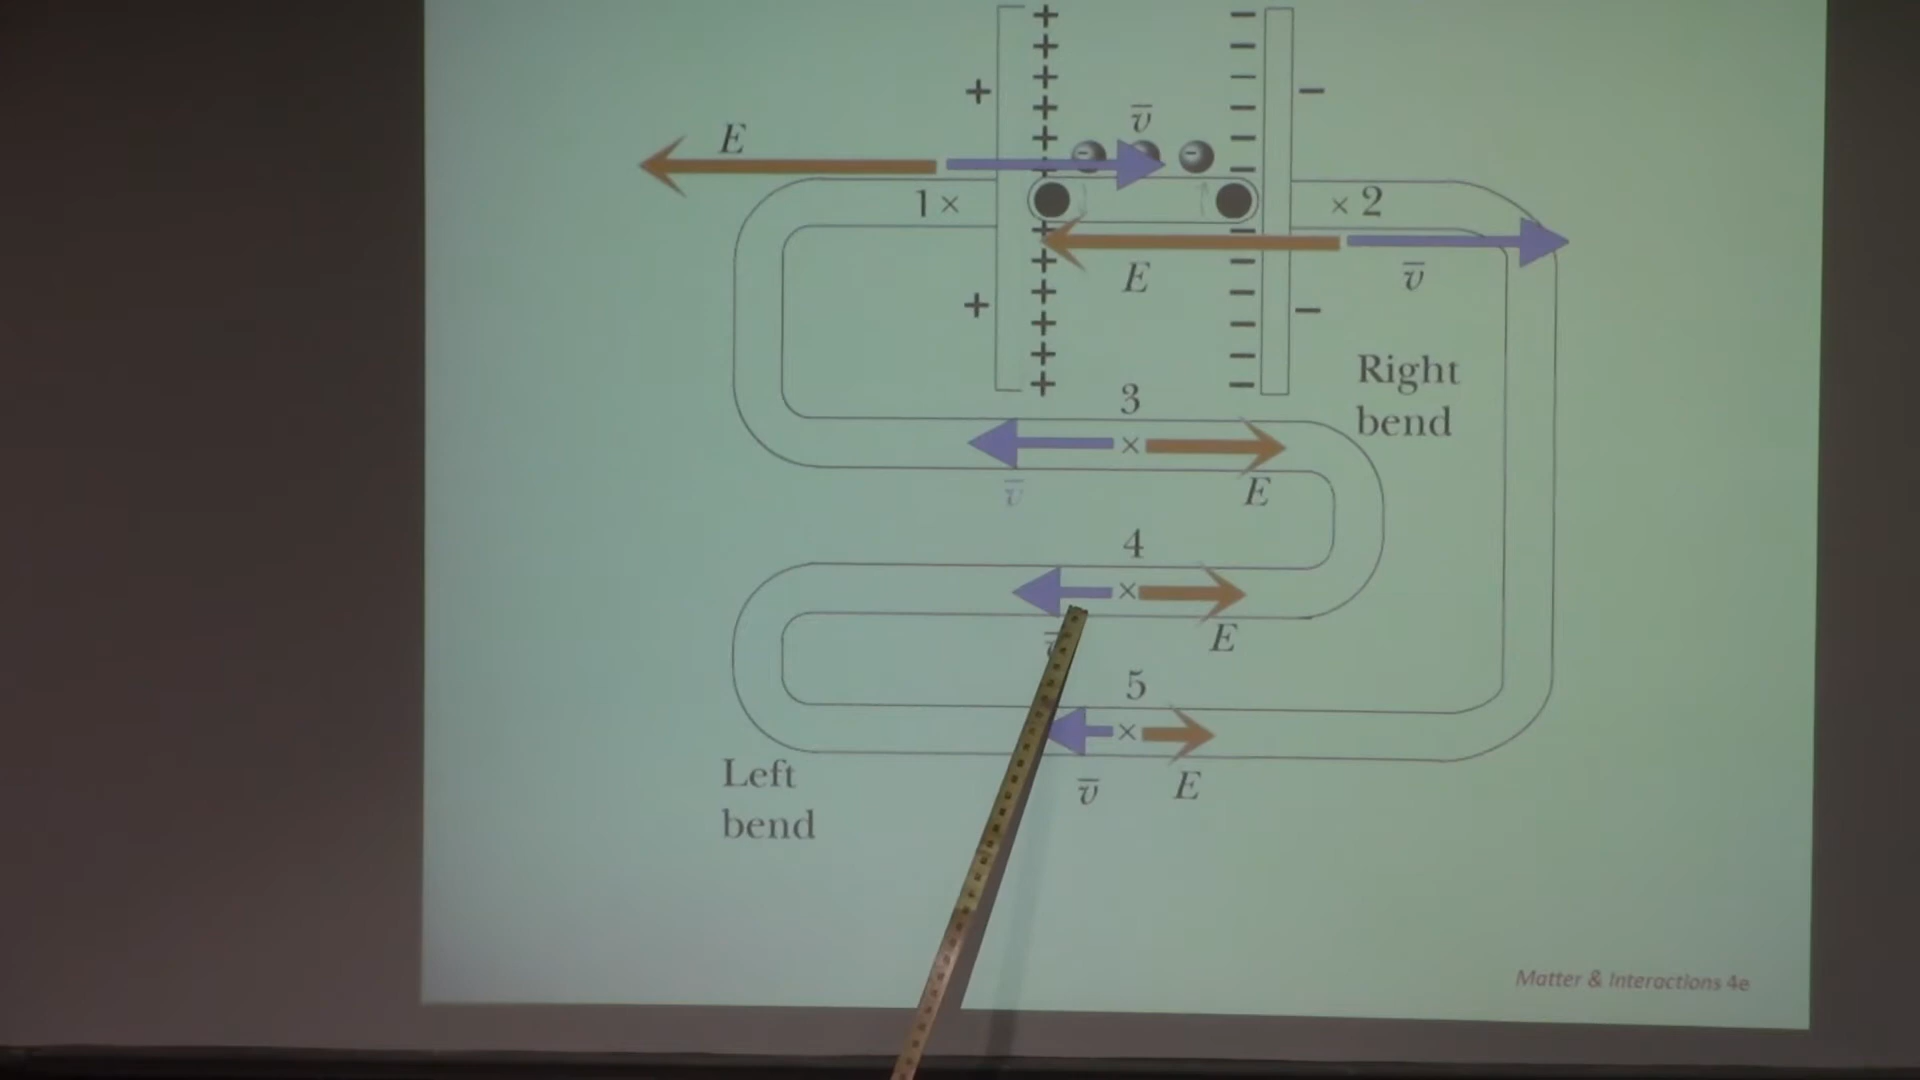 + + −
+ −
+ −
+ + − −
+ v̄ −
E + −
− − −
1 × × 2
+ −
E v̄
+ −
+ + − −
+ −
+ −
+ −
Right
bend
3
×
v̄ E
4
×
E
5
×
v̄ E
Left
bend
Matter & Interactions 4e